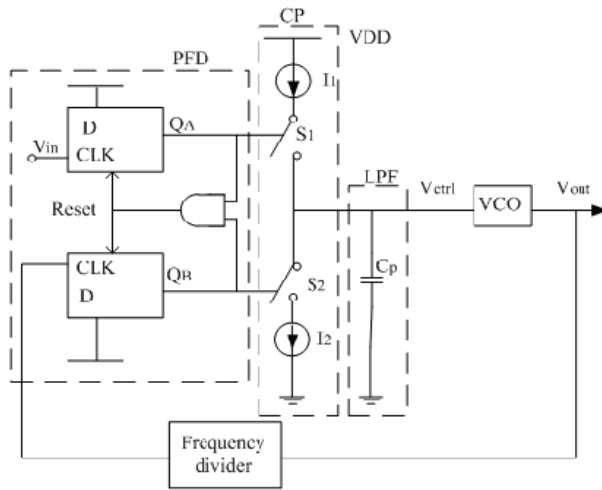 CP
VDD
PFD
I1
D
QA
S1
Vin
CLK
LPF
Vctrl
Vout
Reset
VCO
CLK
QB
S2
Cp
D
I2
Frequency
divider